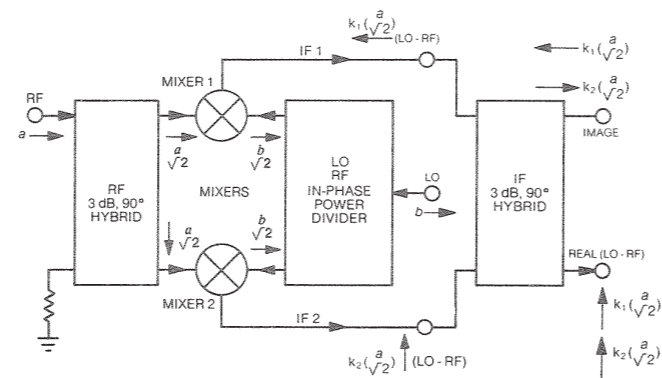 k₁(a/√2)
(LO - RF)
IF 1
k₁(a/√2)
k₂(a/√2)
MIXER 1
RF
a
a/√2
b/√2
IMAGE
RF
3 dB, 90°
HYBRID
MIXERS
LO
RF
IN-PHASE
POWER
DIVIDER
LO
b
IF
3 dB, 90°
HYBRID
a/√2
b/√2
REAL (LO - RF)
MIXER 2
IF 2
k₁(a/√2)
k₂(a/√2)
(LO - RF)
k₂(a/√2)